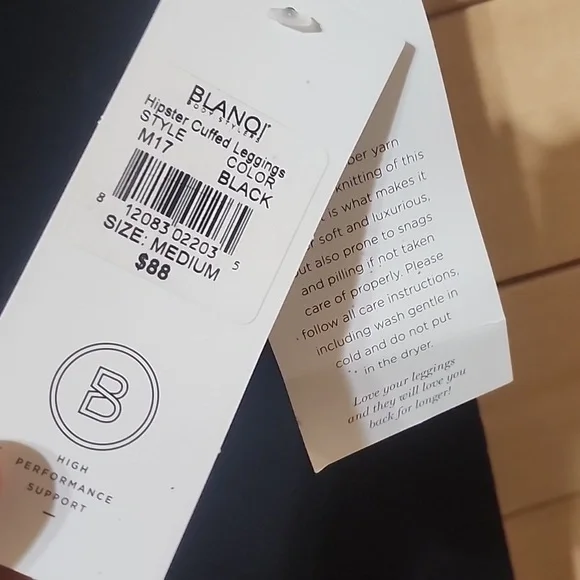 BLANQI
BODY STYLERS
Hipster Cuffed Leggings
STYLE COLOR
M17 BLACK
8 12083 02203 5
SIZE: MEDIUM
$88
B
HIGH
PERFORMANCE
SUPPORT
yarn
knitting of this
is what makes it
soft and luxurious,
also prone to snags
and pilling if not taken
care of properly. Please
follow all care instructions,
including wash gentle in
cold and do not put
in the dryer.
Love your leggings
and they will love you
back for longer!